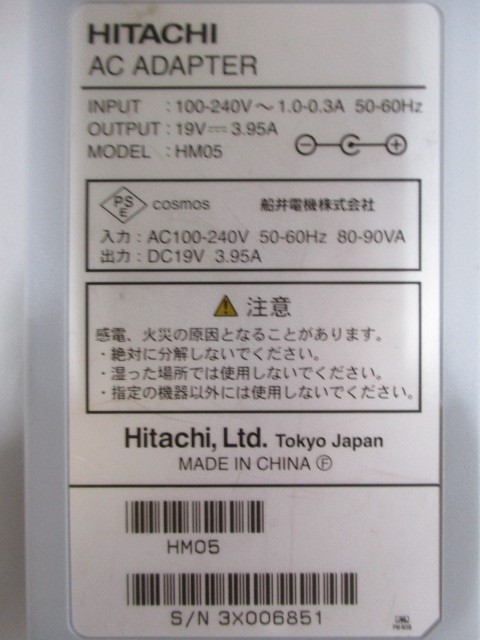 HITACHI
AC ADAPTER
INPUT : 100-240V～ 1.0-0.3A 50-60Hz
OUTPUT : 19V⎓ 3.95A
MODEL : HM05
PS E cosmos 船井電機株式会社
入力 : AC100-240V 50-60Hz 80-90VA
出力 : DC19V 3.95A
注意
感電、火災の原因となることがあります。
・絶対に分解しないでください。
・湿った場所では使用しないでください。
・指定の機器以外には使用しないでください。
Hitachi, Ltd. Tokyo Japan
MADE IN CHINA Ⓕ
HM05
S/N 3X006851